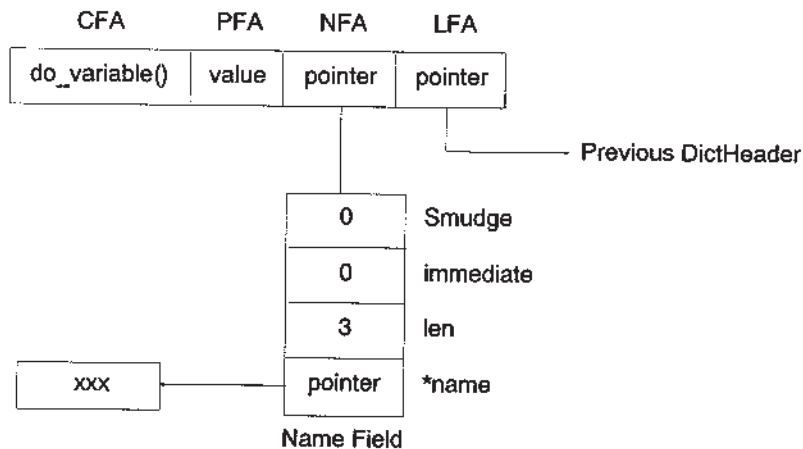 CFA PFA NFA LFA
do_variable() value pointer pointer
Previous DictHeader
0 Smudge
0 immediate
3 len
xxx pointer *name
Name Field